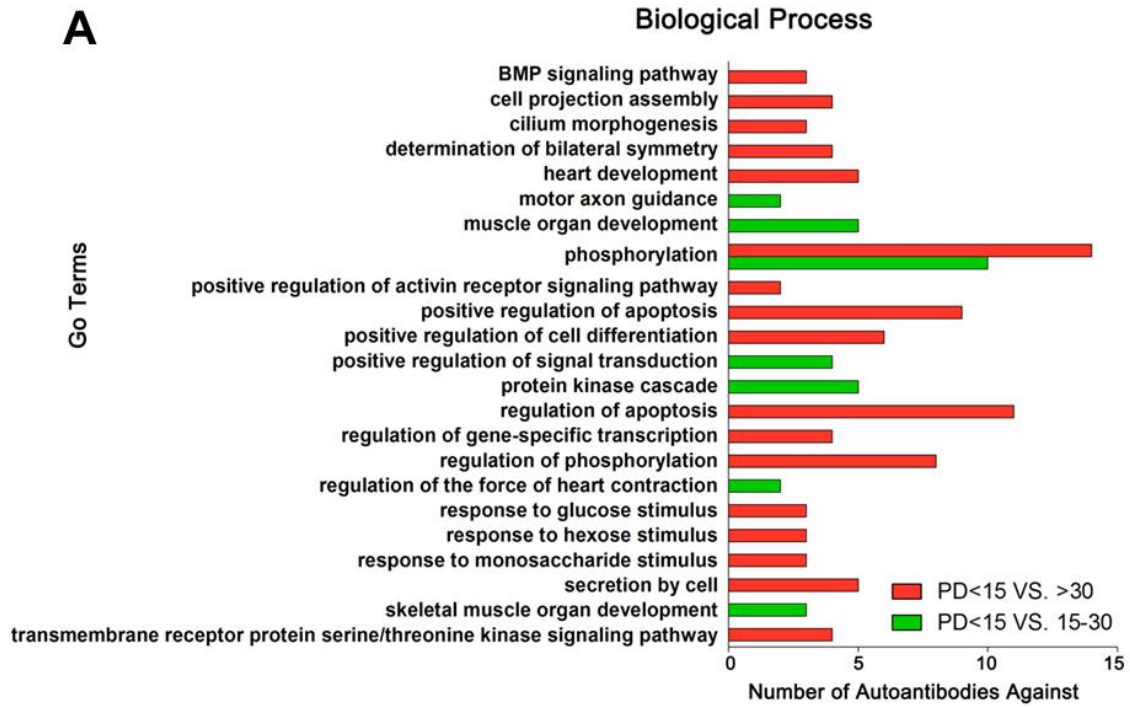 A
Biological Process
BMP signaling pathway
cell projection assembly
cilium morphogenesis
determination of bilateral symmetry
heart development
motor axon guidance
muscle organ development
phosphorylation
positive regulation of activin receptor signaling pathway
positive regulation of apoptosis
positive regulation of cell differentiation
positive regulation of signal transduction
protein kinase cascade
regulation of apoptosis
regulation of gene-specific transcription
regulation of phosphorylation
regulation of the force of heart contraction
response to glucose stimulus
response to hexose stimulus
response to monosaccharide stimulus
secretion by cell
skeletal muscle organ development
transmembrane receptor protein serine/threonine kinase signaling pathway
Go Terms
PD<15 VS. >30
PD<15 VS. 15-30
0 5 10 15
Number of Autoantibodies Against